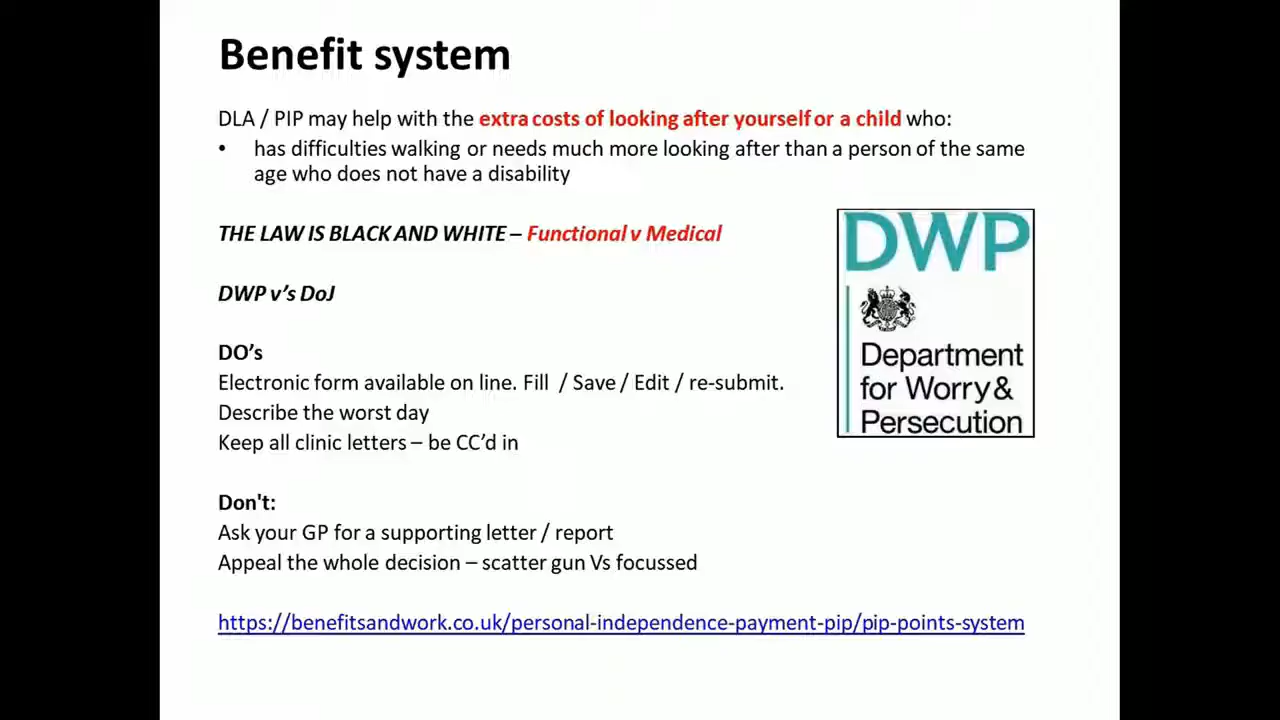 Benefit system
DLA / PIP may help with the extra costs of looking after yourself or a child who:
• has difficulties walking or needs much more looking after than a person of the same
age who does not have a disability
THE LAW IS BLACK AND WHITE – Functional v Medical
DWP v's DoJ
DO's
Electronic form available on line. Fill / Save / Edit / re-submit.
Describe the worst day
Keep all clinic letters – be CC'd in
DWP
Department
for Worry &
Persecution
Don't:
Ask your GP for a supporting letter / report
Appeal the whole decision – scatter gun Vs focussed
https://benefitsandwork.co.uk/personal-independence-payment-pip/pip-points-system